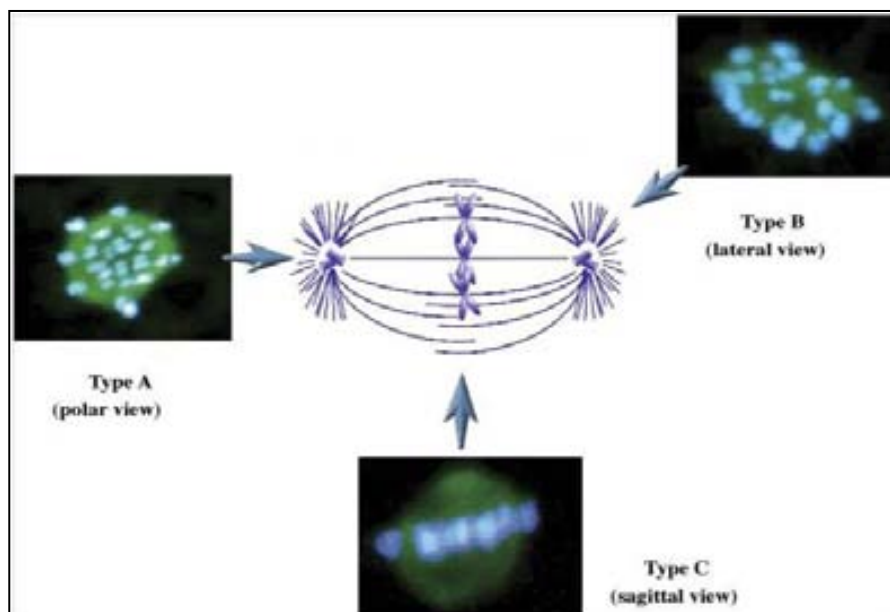 Type B
(lateral view)
Type A
(polar view)
Type C
(sagittal view)